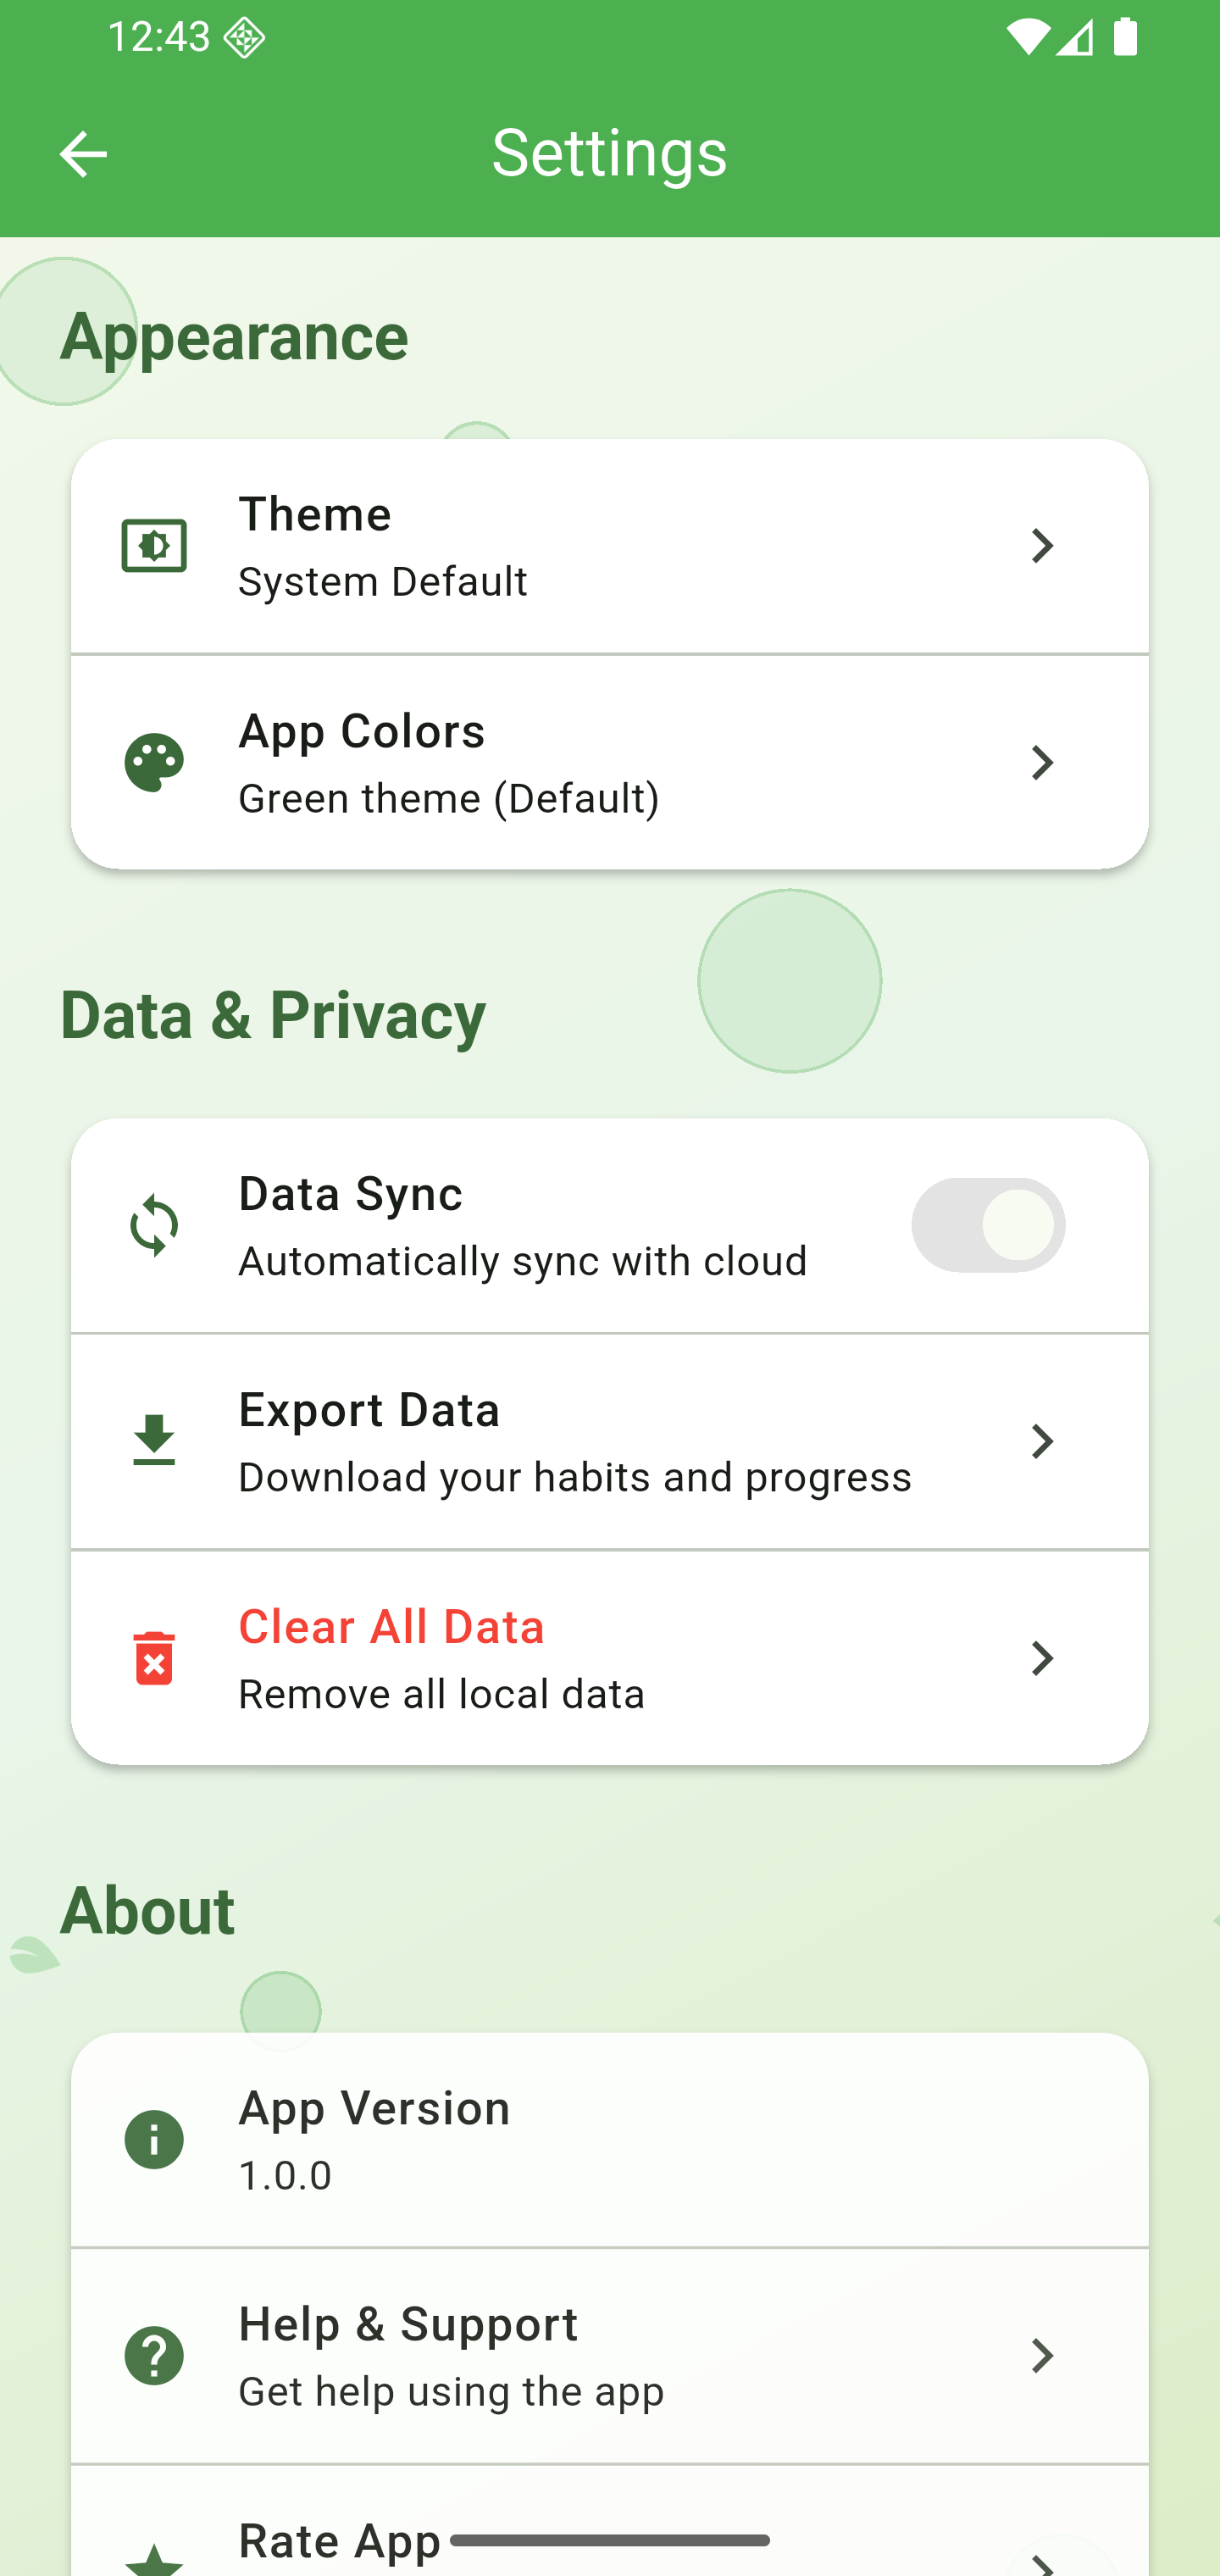 12:43
Settings
Appearance
Theme
System Default
App Colors
Green theme (Default)
Data & Privacy
Data Sync
Automatically sync with cloud
Export Data
Download your habits and progress
Clear All Data
Remove all local data
About
App Version
1.0.0
Help & Support
Get help using the app
Rate App